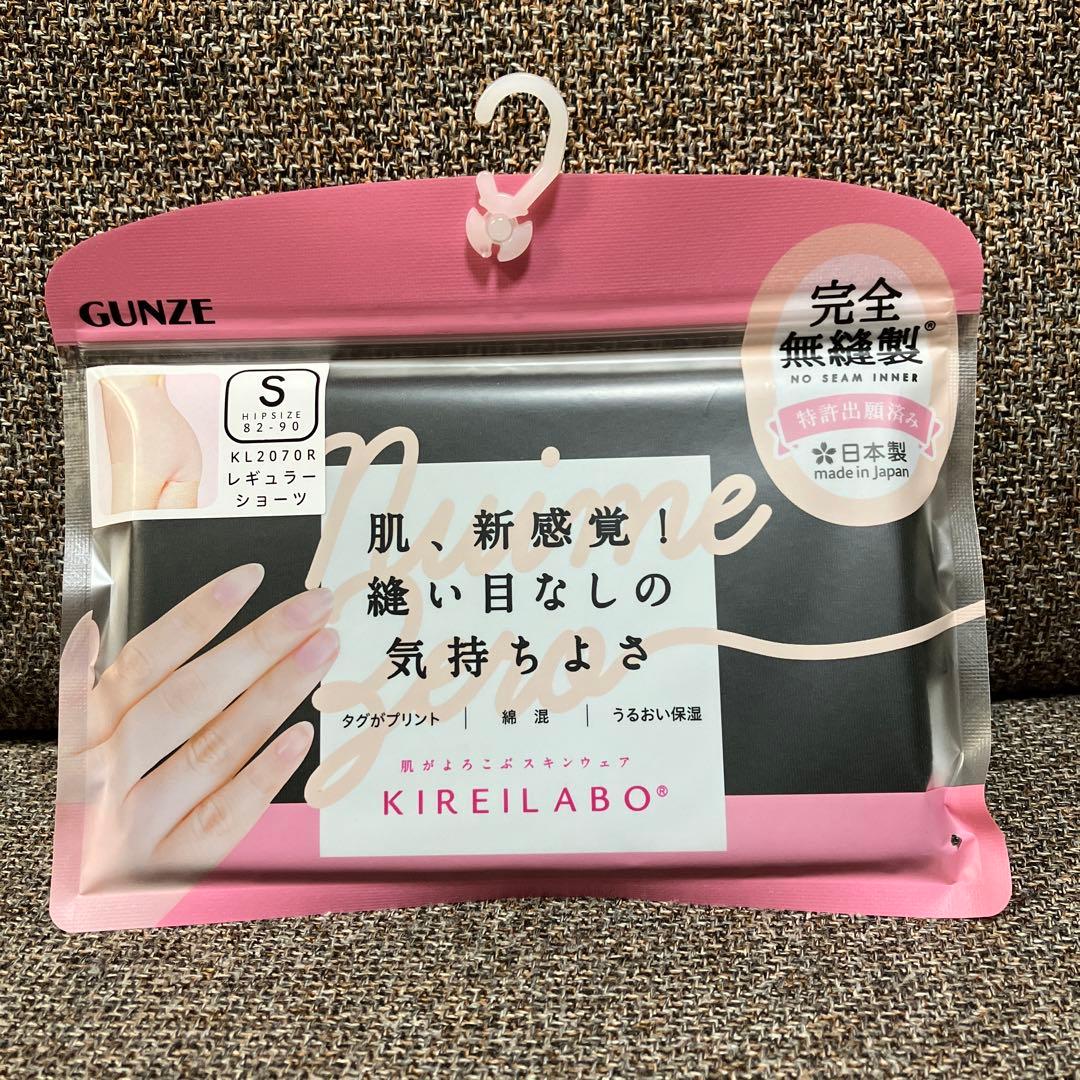 GUNZE
完全
無縫製®
NO SEAM INNER
特許出願済み
日本製
made in Japan
S
HIPSIZE
82-90
KL2070R
レギュラー
ショーツ
nuime
zero
肌、新感覚！
縫い目なしの
気持ちよさ
タグがプリント | 綿混 | うるおい保湿
肌がよろこぶスキンウェア
KIREILABO®